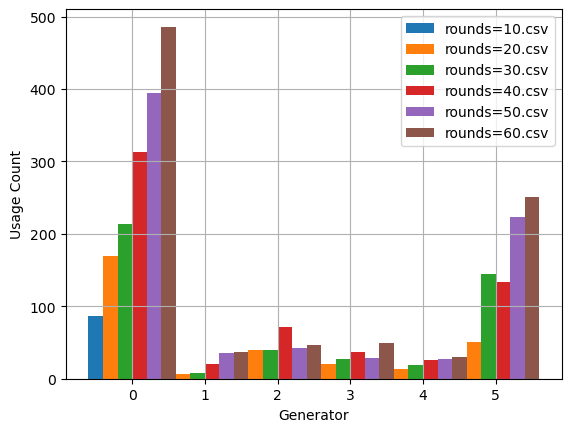 500
400
300
200
100
0
Usage Count
rounds=10.csv
rounds=20.csv
rounds=30.csv
rounds=40.csv
rounds=50.csv
rounds=60.csv
0 1 2 3 4 5
Generator